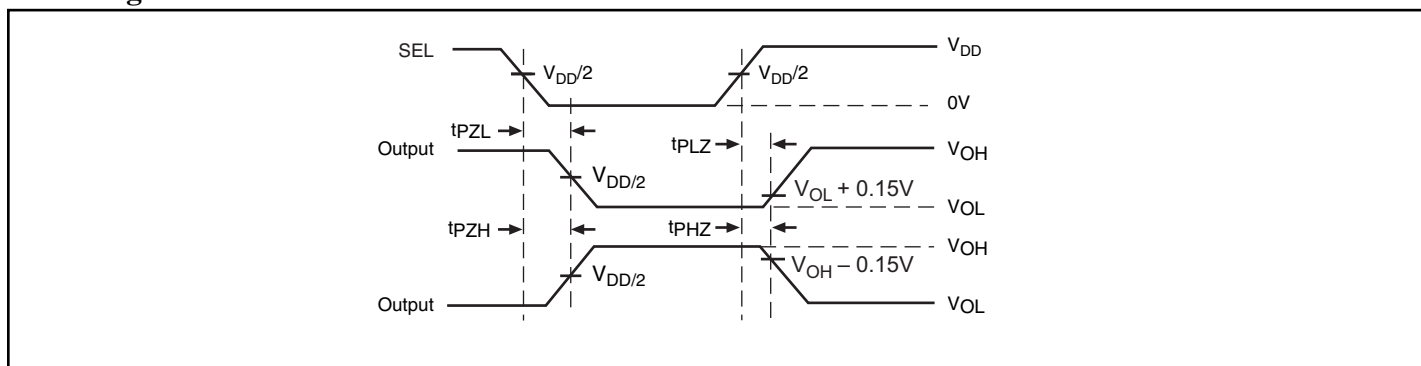 SEL
VDD/2
VDD/2
VDD
0V
tPZL
tPLZ
Output
VDD/2
VOH
VOL + 0.15V
VOL
tPZH
tPHZ
VOH
VDD/2
VOH – 0.15V
Output
VOL